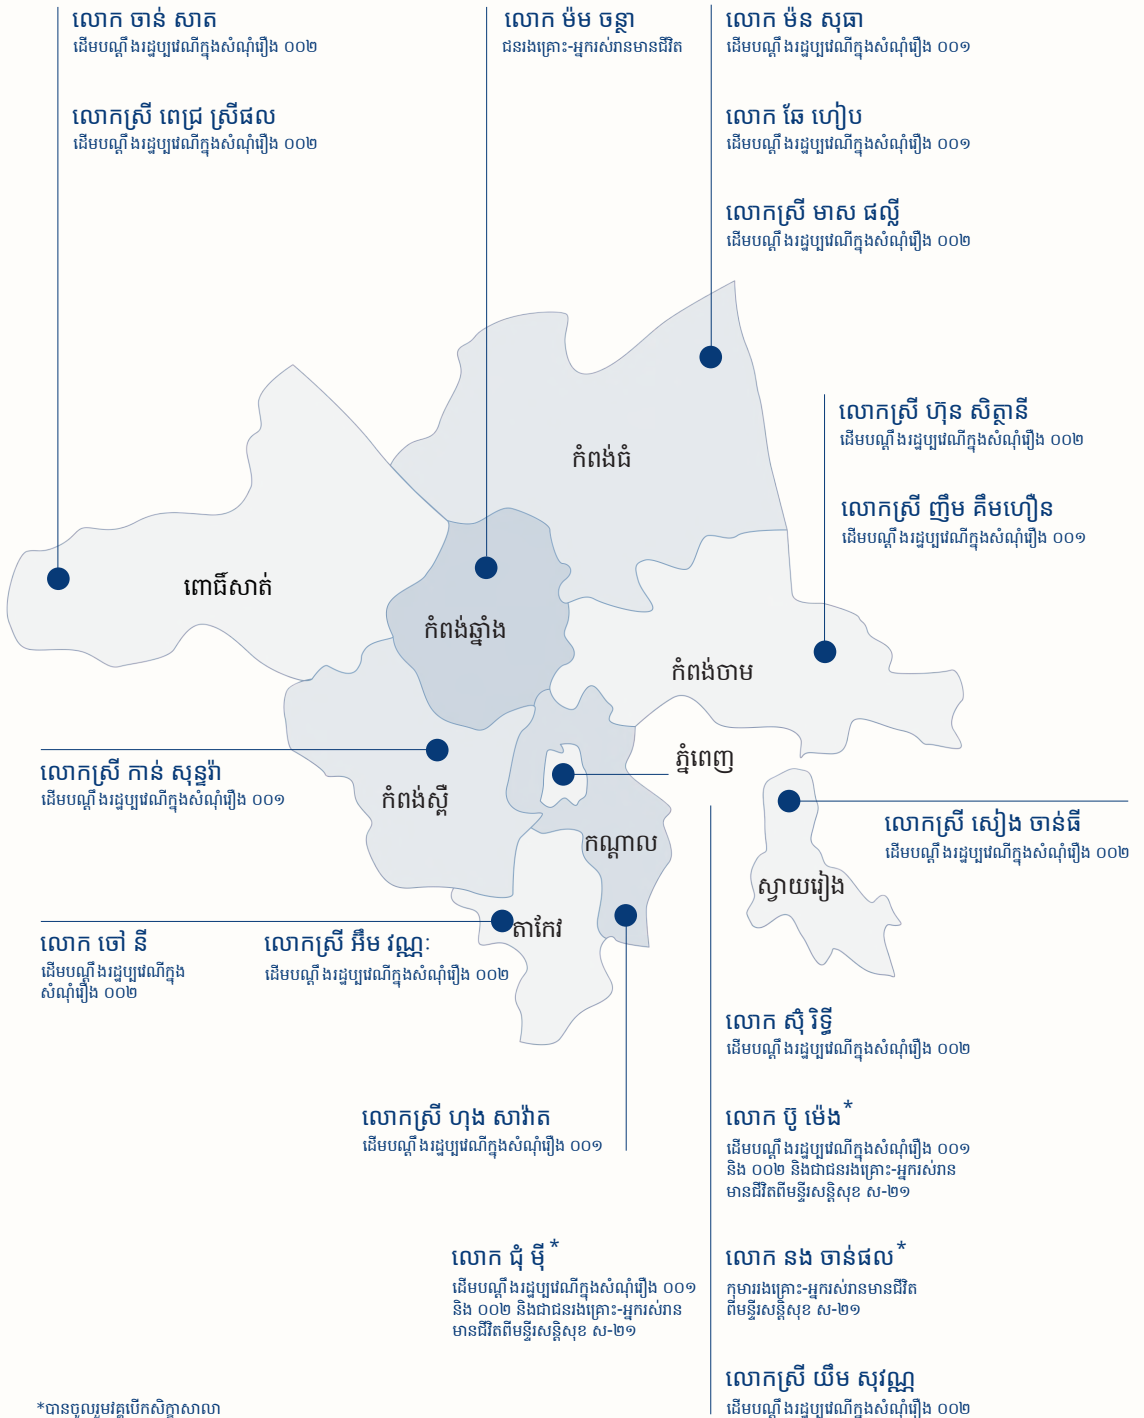 លោក ចាន់ សាត
ដើមបណ្ដឹងរដ្ឋប្បវេណីក្នុងសំណុំរឿង ០០២
លោកស្រី ពេជ្រ ស្រីផល
ដើមបណ្ដឹងរដ្ឋប្បវេណីក្នុងសំណុំរឿង ០០២
លោក ម៉ម ចន្ថា
ជនរងគ្រោះ-អ្នករស់រានមានជីវិត
លោក ម៉ន សុធា
ដើមបណ្ដឹងរដ្ឋប្បវេណីក្នុងសំណុំរឿង ០០១
លោក ឆែ ហៀប
ដើមបណ្ដឹងរដ្ឋប្បវេណីក្នុងសំណុំរឿង ០០១
លោកស្រី មាស ផល្លី
ដើមបណ្ដឹងរដ្ឋប្បវេណីក្នុងសំណុំរឿង ០០២
លោកស្រី ហ៊ុន សិត្ថានី
ដើមបណ្ដឹងរដ្ឋប្បវេណីក្នុងសំណុំរឿង ០០២
លោកស្រី ញឹម គឹមហឿន
ដើមបណ្ដឹងរដ្ឋប្បវេណីក្នុងសំណុំរឿង ០០១
កំពង់ធំ
ពោធិ៍សាត់
កំពង់ឆ្នាំង
កំពង់ចាម
ភ្នំពេញ
លោកស្រី កាន់ សុន្ទរ៉ា
ដើមបណ្ដឹងរដ្ឋប្បវេណីក្នុងសំណុំរឿង ០០១
កំពង់ស្ពឺ
កណ្តាល
លោកស្រី សៀង ចាន់ធី
ដើមបណ្ដឹងរដ្ឋប្បវេណីក្នុងសំណុំរឿង ០០២
ស្វាយរៀង
តាកែវ
លោក ចៅ នី
ដើមបណ្ដឹងរដ្ឋប្បវេណីក្នុង
សំណុំរឿង ០០២
លោកស្រី អ៊ឹម វណ្ណៈ
ដើមបណ្ដឹងរដ្ឋប្បវេណីក្នុងសំណុំរឿង ០០២
លោក ស៊ុំ រិទ្ធី
ដើមបណ្ដឹងរដ្ឋប្បវេណីក្នុងសំណុំរឿង ០០២
លោកស្រី ហុង សាវ៉ាត
ដើមបណ្ដឹងរដ្ឋប្បវេណីក្នុងសំណុំរឿង ០០១
លោក ប៊ូ ម៉េង*
ដើមបណ្ដឹងរដ្ឋប្បវេណីក្នុងសំណុំរឿង ០០១
និង ០០២ និងជាជនរងគ្រោះ-អ្នករស់រាន
មានជីវិតពីមន្ទីរសន្តិសុខ ស-២១
លោក ជុំ ម៉ី*
ដើមបណ្ដឹងរដ្ឋប្បវេណីក្នុងសំណុំរឿង ០០១
និង ០០២ និងជាជនរងគ្រោះ-អ្នករស់រាន
មានជីវិតពីមន្ទីរសន្តិសុខ ស-២១
លោក នង ចាន់ផល*
កុមាររងគ្រោះ-អ្នករស់រានមានជីវិត
ពីមន្ទីរសន្តិសុខ ស-២១
លោកស្រី យឹម សុវណ្ណ
ដើមបណ្ដឹងរដ្ឋប្បវេណីក្នុងសំណុំរឿង ០០២
*បានចូលរួមវគ្គបើកសិក្ខាសាលា